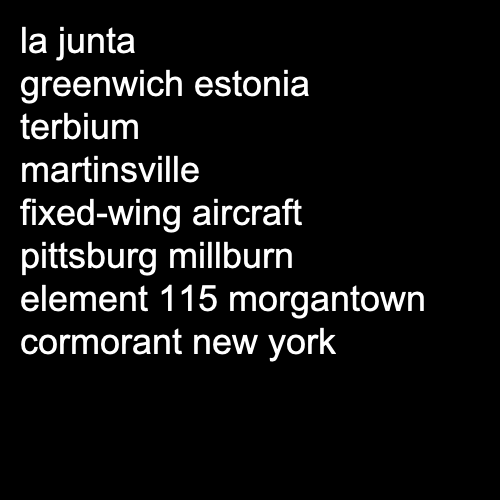 la junta
greenwich estonia
terbium
martinsville
fixed-wing aircraft
pittsburg millburn
element 115 morgantown
cormorant new york